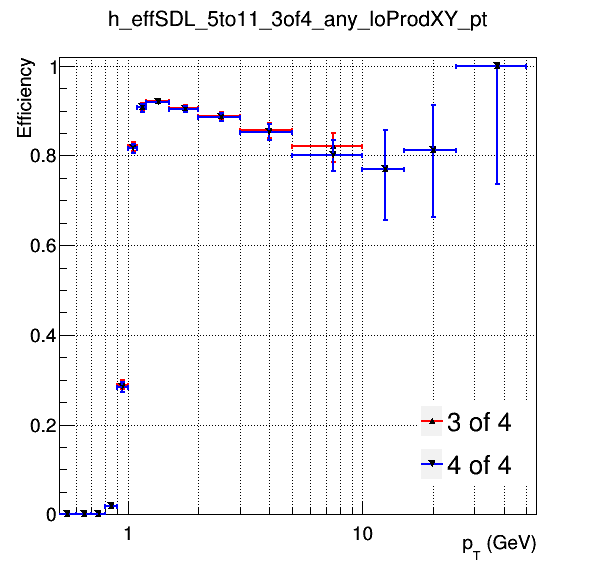 h_effSDL_5to11_3of4_any_loProdXY_pt
Efficiency
1
0.8
0.6
0.4
0.2
0
3 of 4
4 of 4
1
10
pT (GeV)